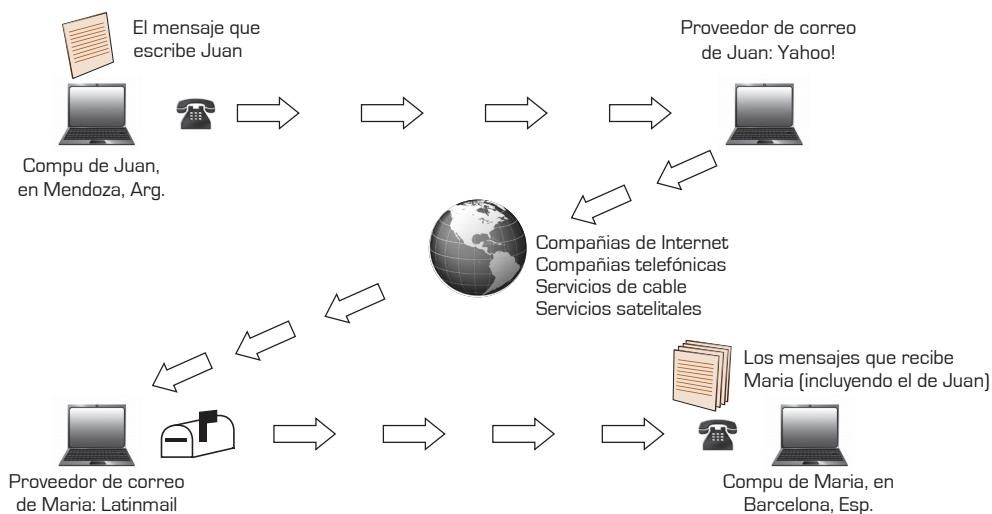 El mensaje que
escribe Juan
Proveedor de correo
de Juan: Yahoo!
Compu de Juan,
en Mendoza, Arg.
Compañias de Internet
Compañias telefónicas
Servicios de cable
Servicios satelitales
Los mensajes que recibe
Maria (incluyendo el de Juan)
Proveedor de correo
de Maria: Latinmail
Compu de Maria, en
Barcelona, Esp.